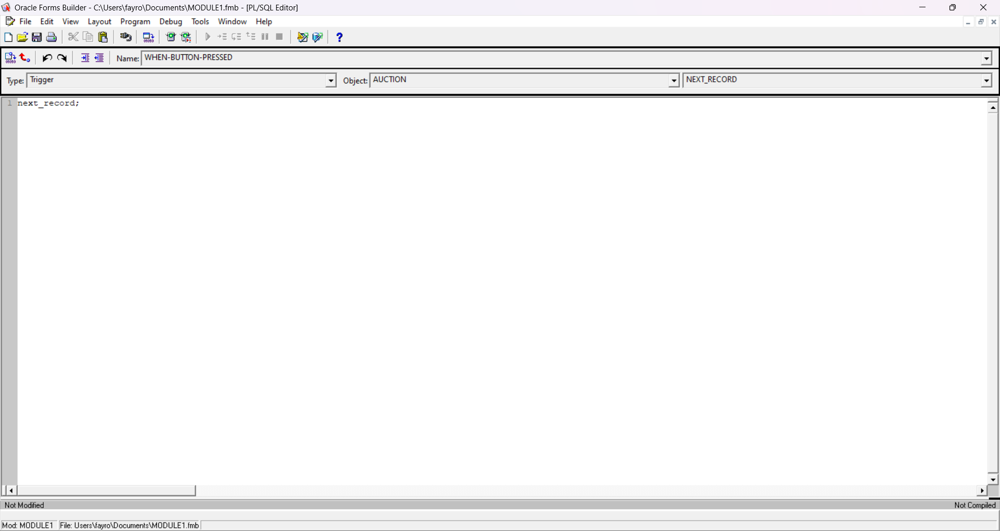 Oracle Forms Builder - C:\Users\fayro\Documents\MODULE1.fmb - [PL/SQL Editor]
File Edit View Layout Program Debug Tools Window Help
Name: WHEN-BUTTON-PRESSED
Type: Trigger Object: AUCTION NEXT_RECORD
1 next_record;
Not Modified Not Compiled
Mod: MODULE1 File: Users\fayro\Documents\MODULE1.fmb